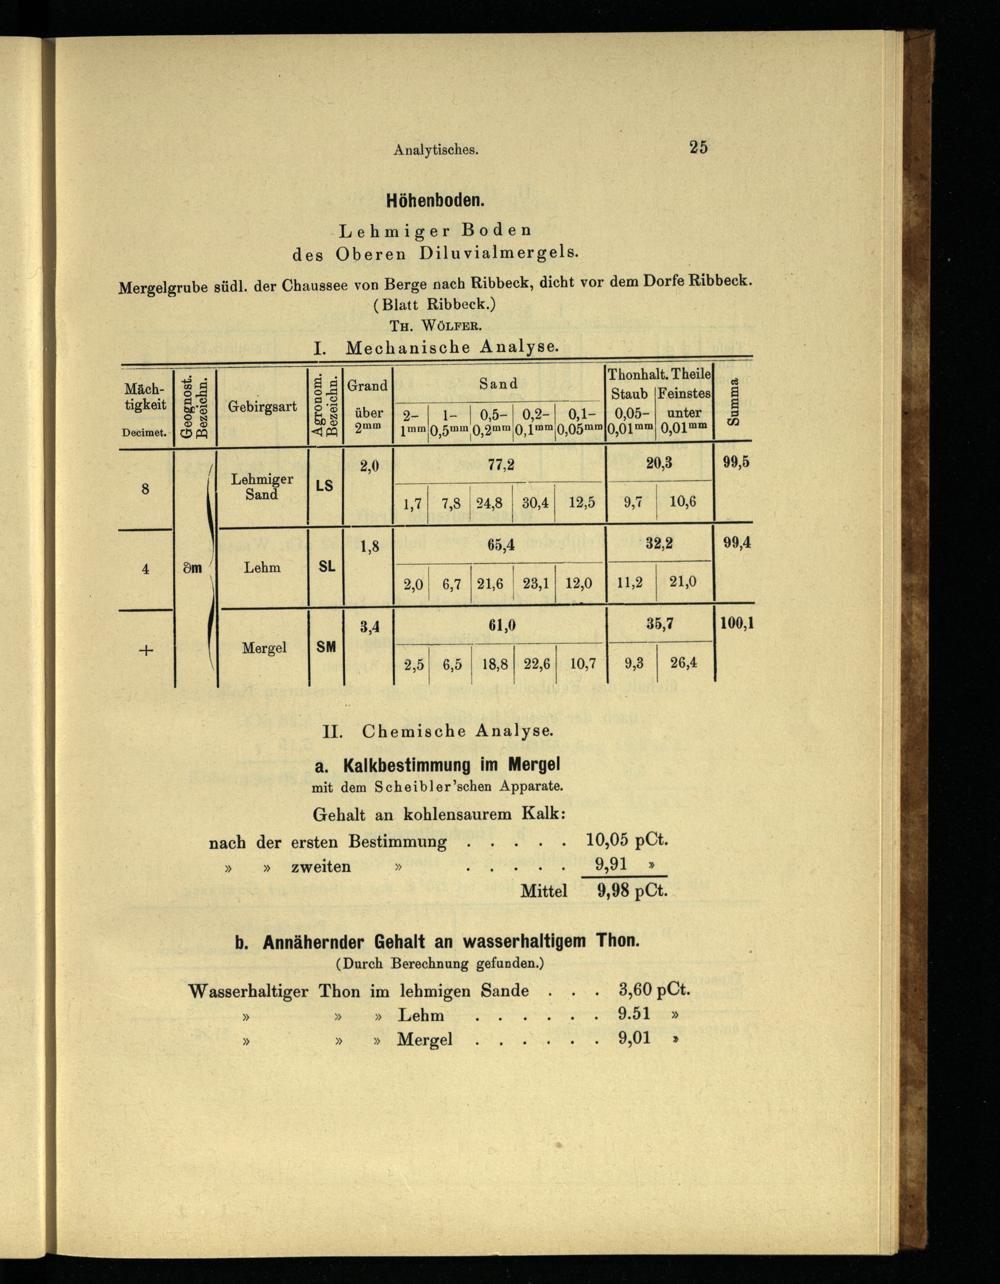 Analytisches. 25
Höhenboden.
Lehmiger Boden
des Oberen Diluvialmergels.
Mergelgrube südl. der Chaussee von Berge nach Ribbeck, dicht vor dem Dorfe Ribbeck.
(Blatt Ribbeck.)
TH. WÖLFER.
I. Mechanische Analyse.
Mäch-
tigkeit
Decimet.
Geognost.
Bezeichn.
Gebirgsart
Agronom.
Bezeichn.
Grand
über
2mm
Sand
2- 1- 0,5- 0,2- 0,1-
1mm 0,5mm 0,2mm 0,1mm 0,05mm
Thonhalt. Theile
Staub Feinstes
0,05- unter
0,01mm 0,01mm
Summa
8 Lehmiger
Sand
LS 2,0 77,2 20,3 99,5
1,7 7,8 24,8 30,4 12,5 9,7 10,6
4 ∂m Lehm SL 1,8 65,4 32,2 99,4
2,0 6,7 21,6 23,1 12,0 11,2 21,0
+ Mergel SM 3,4 61,0 35,7 100,1
2,5 6,5 18,8 22,6 10,7 9,3 26,4
II. Chemische Analyse.
a. Kalkbestimmung im Mergel
mit dem Scheibler'schen Apparate.
Gehalt an kohlensaurem Kalk:
nach der ersten Bestimmung . . . . . 10,05 pCt.
» » zweiten » . . . . . 9,91 »
Mittel 9,98 pCt.
b. Annähernder Gehalt an wasserhaltigem Thon.
(Durch Berechnung gefunden.)
Wasserhaltiger Thon im lehmigen Sande . . . 3,60 pCt.
» » » Lehm . . . . . . 9.51 »
» » » Mergel . . . . . . 9,01 »